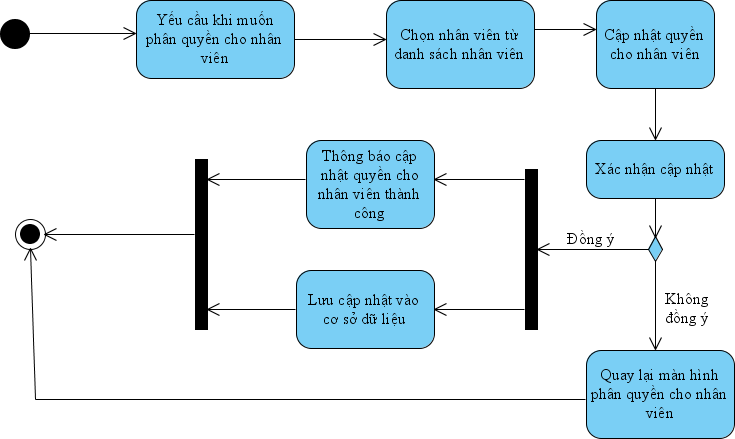 Yếu cầu khi muốn
phân quyền cho nhân
viên
Chọn nhân viên từ
danh sách nhân viên
Cập nhật quyền
cho nhân viên
Xác nhận cập nhật
Đồng ý
Không
đồng ý
Thông báo cập
nhật quyền cho
nhân viên thành
công
Lưu cập nhật vào
cơ sở dữ liệu
Quay lại màn hình
phân quyền cho nhân
viên